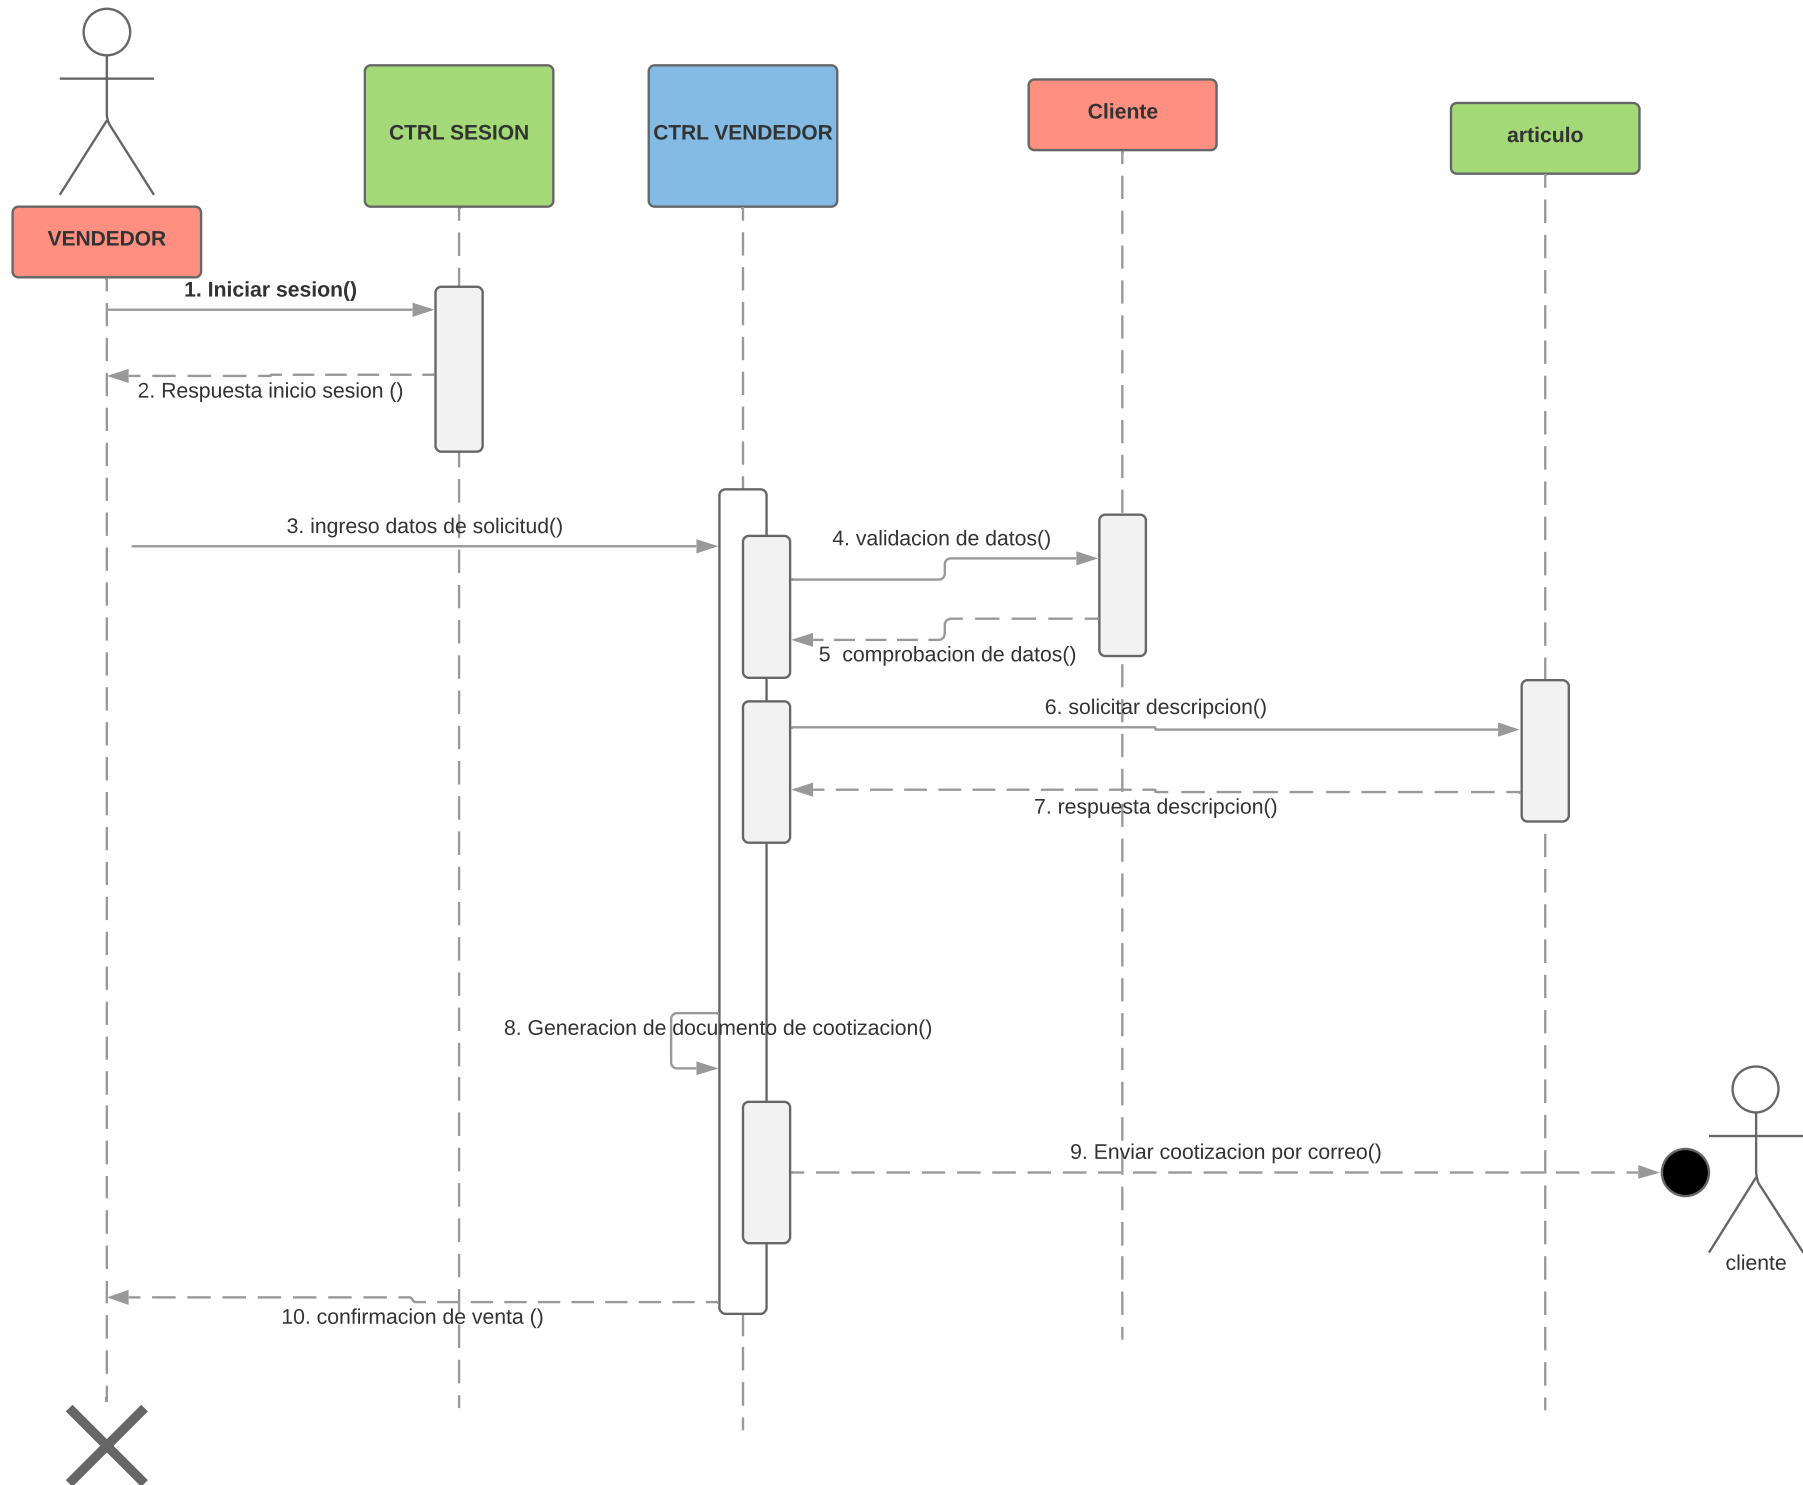 CTRL SESION
CTRL VENDEDOR
Cliente
articulo
VENDEDOR
1. Iniciar sesion()
2. Respuesta inicio sesion ()
3. ingreso datos de solicitud()
4. validacion de datos()
5  comprobacion de datos()
6. solicitar descripcion()
7. respuesta descripcion()
8. Generacion de documento de cootizacion()
9. Enviar cootizacion por correo()
cliente
10. confirmacion de venta ()